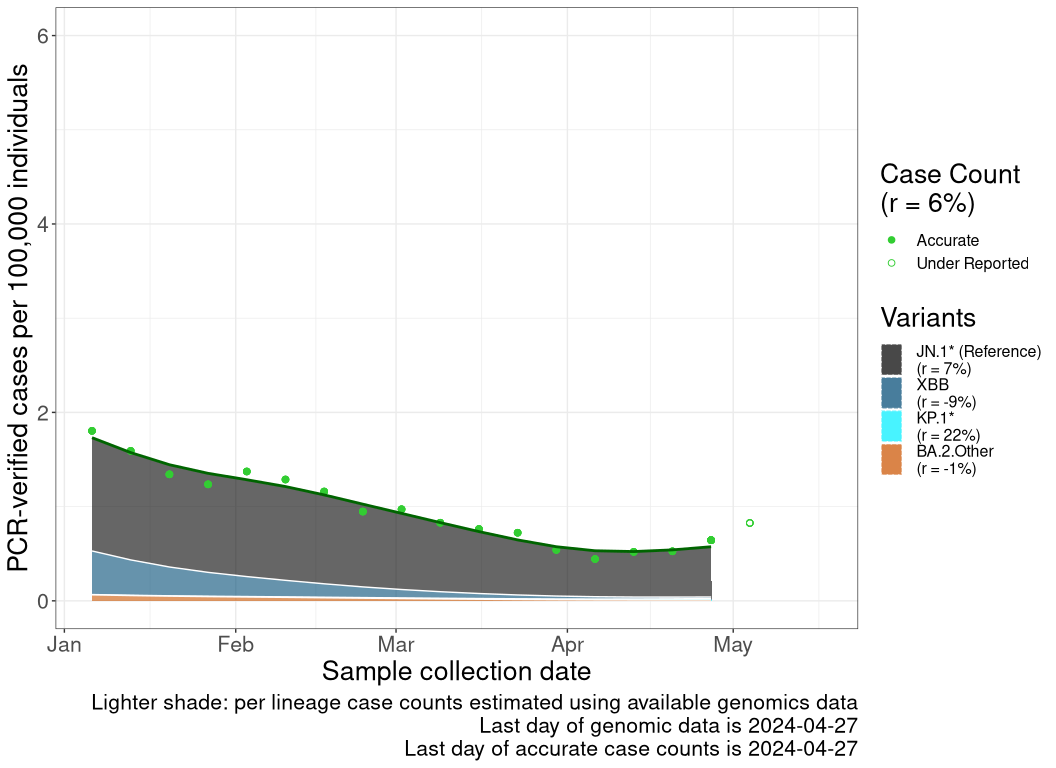 PCR-verified cases per 100,000 individuals
6
4
2
0
Jan Feb Mar Apr May
Sample collection date
Lighter shade: per lineage case counts estimated using available genomics data
Last day of genomic data is 2024-04-27
Last day of accurate case counts is 2024-04-27
Case Count
(r = 6%)
Accurate
Under Reported
Variants
JN.1* (Reference)
(r = 7%)
XBB
(r = -9%)
KP.1*
(r = 22%)
BA.2.Other
(r = -1%)